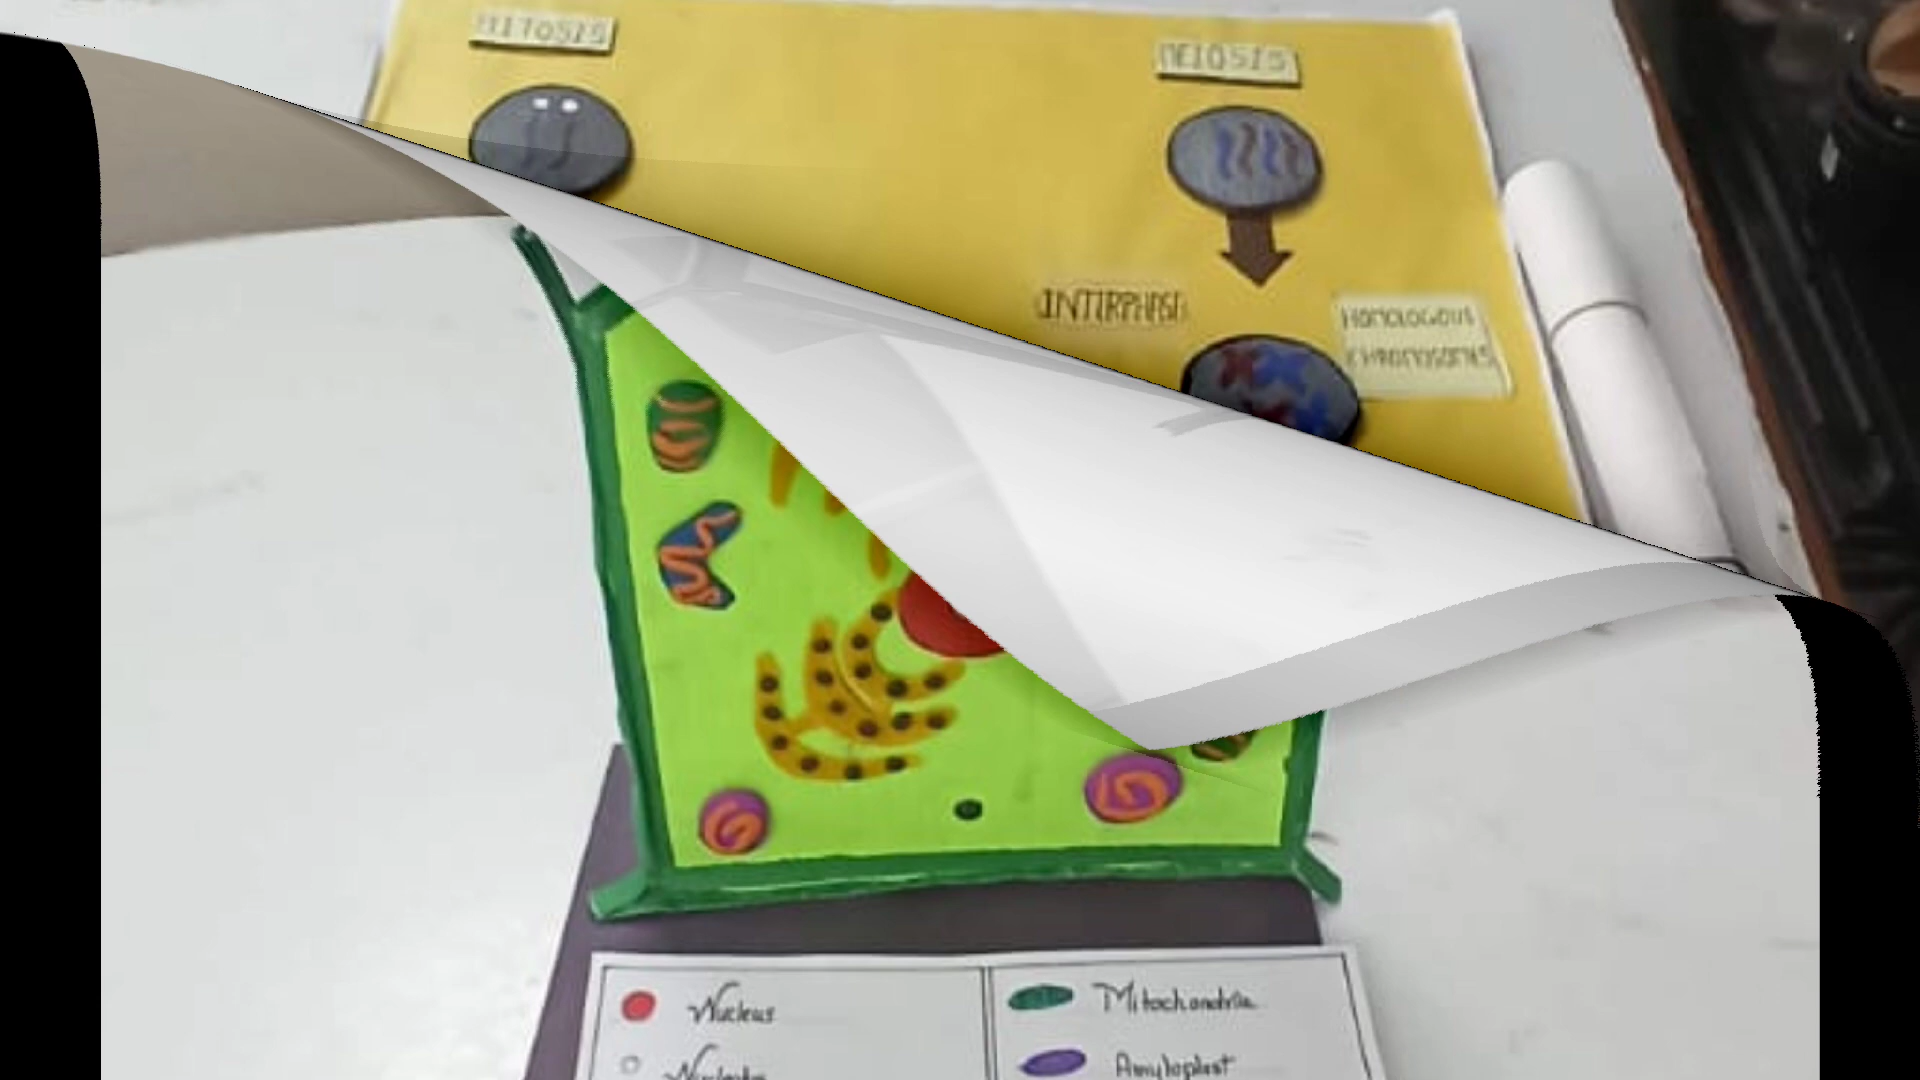 MITOSIS
MEIOSIS
INTERPHASE
HOMOLOGOUS
CHROMOSOMES
Nucleus
Mitochondria
Amyloplast